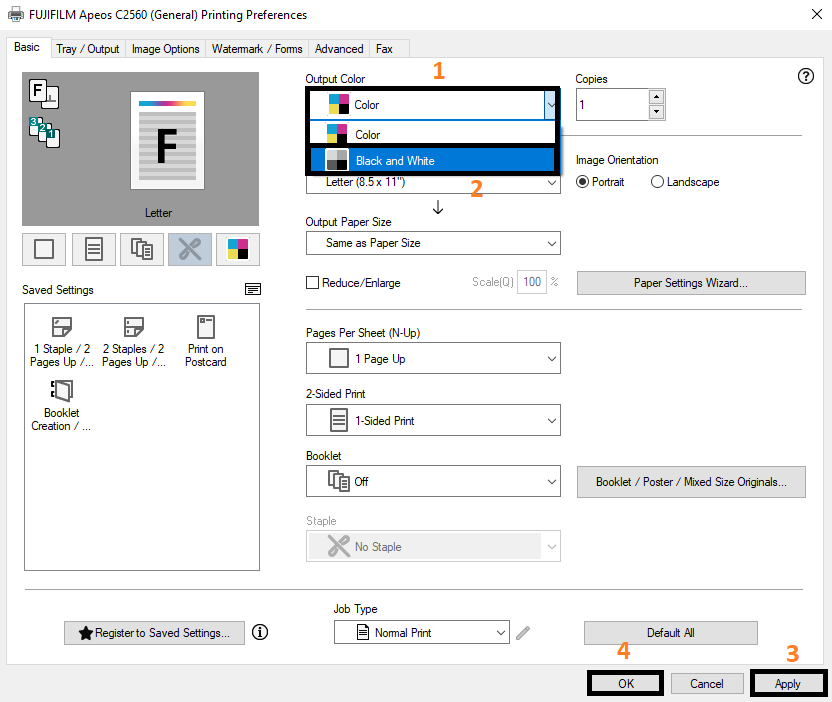 FUJIFILM Apeos C2560 (General) Printing Preferences
Basic
Tray / Output
Image Options
Watermark / Forms
Advanced
Fax
F
3
2
1
F
Letter
Saved Settings
1 Staple / 2
Pages Up /...
2 Staples / 2
Pages Up /...
Print on
Postcard
Booklet
Creation / ...
1
Output Color
Color
Color
Black and White
Letter (8.5 x 11")
2
Output Paper Size
Same as Paper Size
Reduce/Enlarge
Scale(Q)
100
%
Pages Per Sheet (N-Up)
1 Page Up
2-Sided Print
1-Sided Print
Booklet
Off
Staple
No Staple
Copies
1
?
Image Orientation
Portrait
Landscape
Paper Settings Wizard...
Booklet / Poster / Mixed Size Originals...
Register to Saved Settings...
Job Type
Normal Print
Default All
4
3
OK
Cancel
Apply